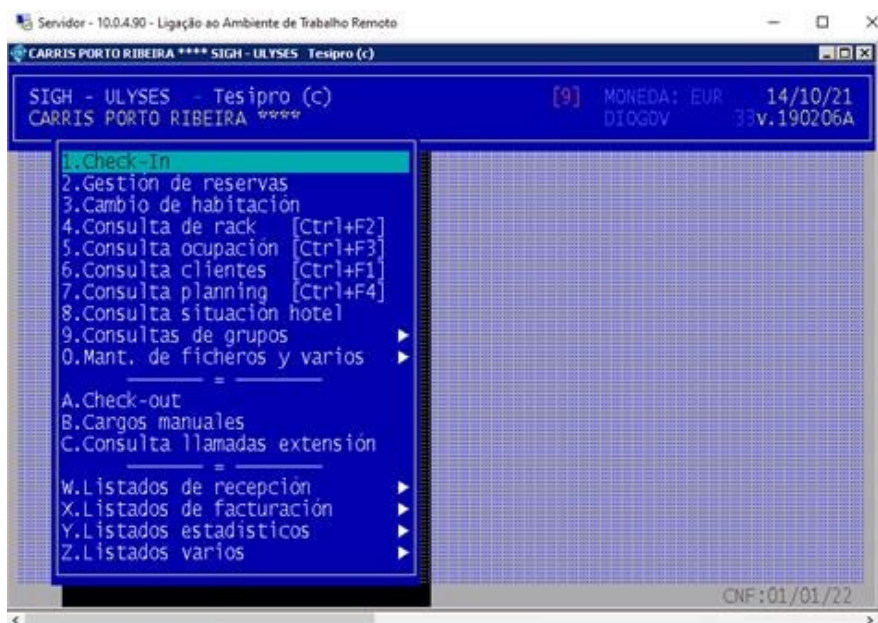 Servidor - 10.0.4.90 - Ligação ao Ambiente de Trabalho Remoto
CARRIS PORTO RIBEIRA **** SIGH - ULYSES Tesipro (c)
SIGH - ULYSES - Tesipro (c) [9] MONEDA: EUR 14/10/21
CARRIS PORTO RIBEIRA **** DIOGOV 33v.190206A
1.Check-In
2.Gestión de reservas
3.Cambio de habitación
4.Consulta de rack [Ctrl+F2]
5.Consulta ocupación [Ctrl+F3]
6.Consulta clientes [Ctrl+F1]
7.Consulta planning [Ctrl+F4]
8.Consulta situación hotel
9.Consultas de grupos
0.Mant. de ficheros y varios
A.Check-out
B.Cargos manuales
C.Consulta llamadas extensión
W.Listados de recepción
X.Listados de facturación
Y.Listados estadísticos
Z.Listados varios
CNF:01/01/22